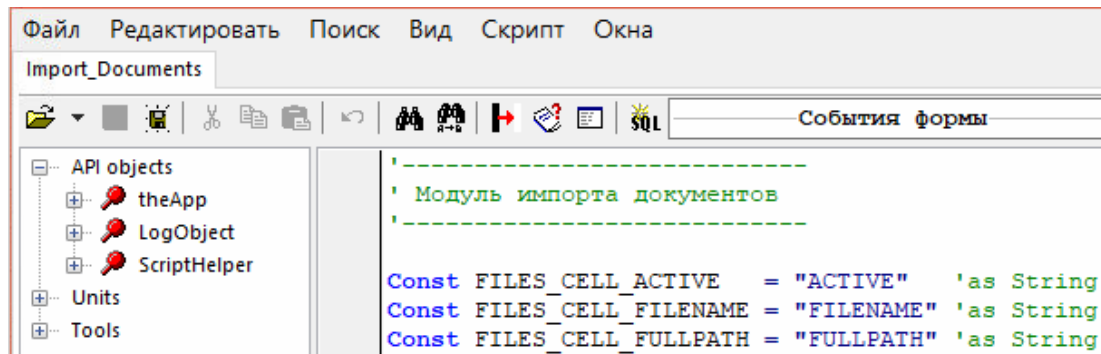 Файл Редактировать Поиск Вид Скрипт Окна
Import_Documents
SQL
События формы
API objects
theApp
LogObject
ScriptHelper
Units
Tools
'----------------------------
' Модуль импорта документов
'----------------------------
Const FILES_CELL_ACTIVE = "ACTIVE" 'as String
Const FILES_CELL_FILENAME = "FILENAME" 'as String
Const FILES_CELL_FULLPATH = "FULLPATH" 'as String